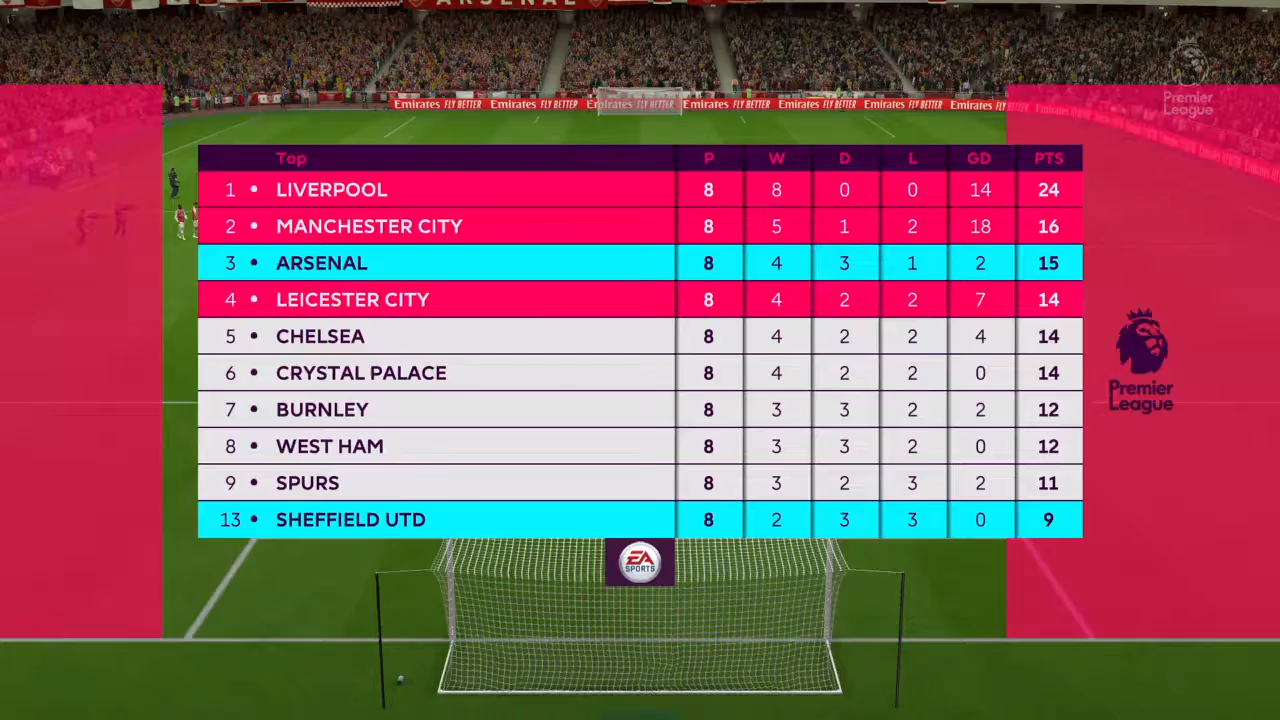 ARSENAL
Emirates FLY BETTER Emirates FLY BETTER Emirates FLY BETTER Emirates FLY BETTER Emirates FLY BETTER Emirates FLY BETTER Emirates
Premier
League
Top P W D L GD PTS
1 • LIVERPOOL 8 8 0 0 14 24
2 • MANCHESTER CITY 8 5 1 2 18 16
3 • ARSENAL 8 4 3 1 2 15
4 • LEICESTER CITY 8 4 2 2 7 14
5 • CHELSEA 8 4 2 2 4 14
6 • CRYSTAL PALACE 8 4 2 2 0 14
7 • BURNLEY 8 3 3 2 2 12
8 • WEST HAM 8 3 3 2 0 12
9 • SPURS 8 3 2 3 2 11
13 • SHEFFIELD UTD 8 2 3 3 0 9
Premier
League
EA
SPORTS